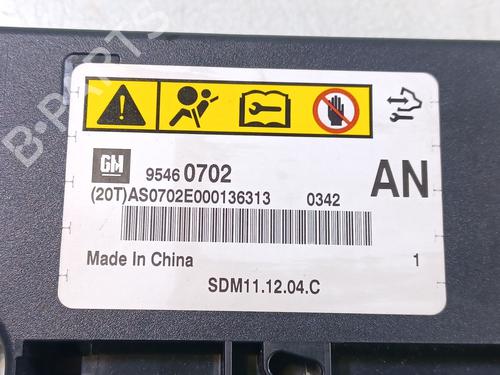 B-PARTS
GM
9546 0702
AN
(20T)AS0702E000136313 0342
Made In China 1
SDM11.12.04.C